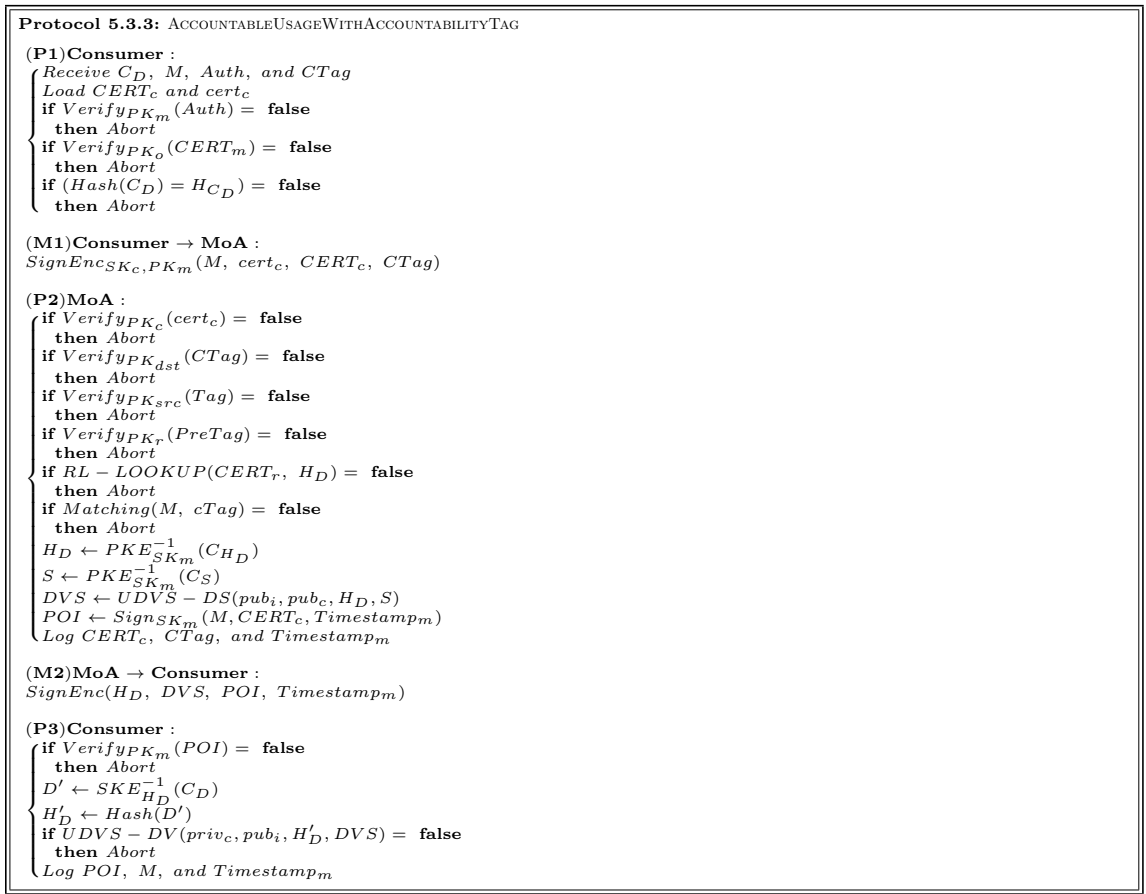 Protocol 5.3.3: ACCOUNTABLEUSAGEWITHACCOUNTABILITYTAG
(P1)Consumer :
Receive C_D, M, Auth, and CTag
Load CERT_c and cert_c
if Verify_{PK_m}(Auth) = false
then Abort
if Verify_{PK_o}(CERT_m) = false
then Abort
if (Hash(C_D) = H_{C_D}) = false
then Abort
(M1)Consumer → MoA :
SignEnc_{SK_c,PK_m}(M, cert_c, CERT_c, CTag)
(P2)MoA :
if Verify_{PK_c}(cert_c) = false
then Abort
if Verify_{PK_{dst}}(CTag) = false
then Abort
if Verify_{PK_{src}}(Tag) = false
then Abort
if Verify_{PK_r}(PreTag) = false
then Abort
if RL − LOOKUP(CERT_r, H_D) = false
then Abort
if Matching(M, cTag) = false
then Abort
H_D ← PKE^{-1}_{SK_m}(C_{H_D})
S ← PKE^{-1}_{SK_m}(C_S)
DVS ← UDVS − DS(pub_i, pub_c, H_D, S)
POI ← Sign_{SK_m}(M, CERT_c, Timestamp_m)
Log CERT_c, CTag, and Timestamp_m
(M2)MoA → Consumer :
SignEnc(H_D, DVS, POI, Timestamp_m)
(P3)Consumer :
if Verify_{PK_m}(POI) = false
then Abort
D′ ← SKE^{-1}_{H_D}(C_D)
H′_D ← Hash(D′)
if UDVS − DV(priv_c, pub_i, H′_D, DVS) = false
then Abort
Log POI, M, and Timestamp_m